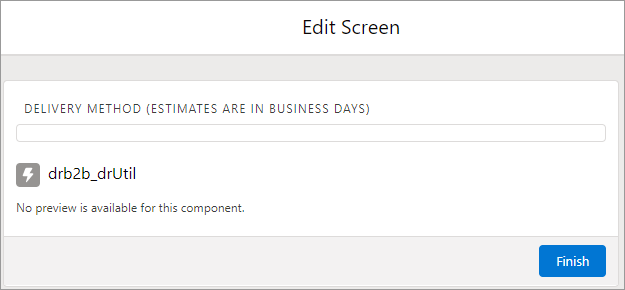 Edit Screen
DELIVERY METHOD (ESTIMATES ARE IN BUSINESS DAYS)
drb2b_drUtil
No preview is available for this component.
Finish